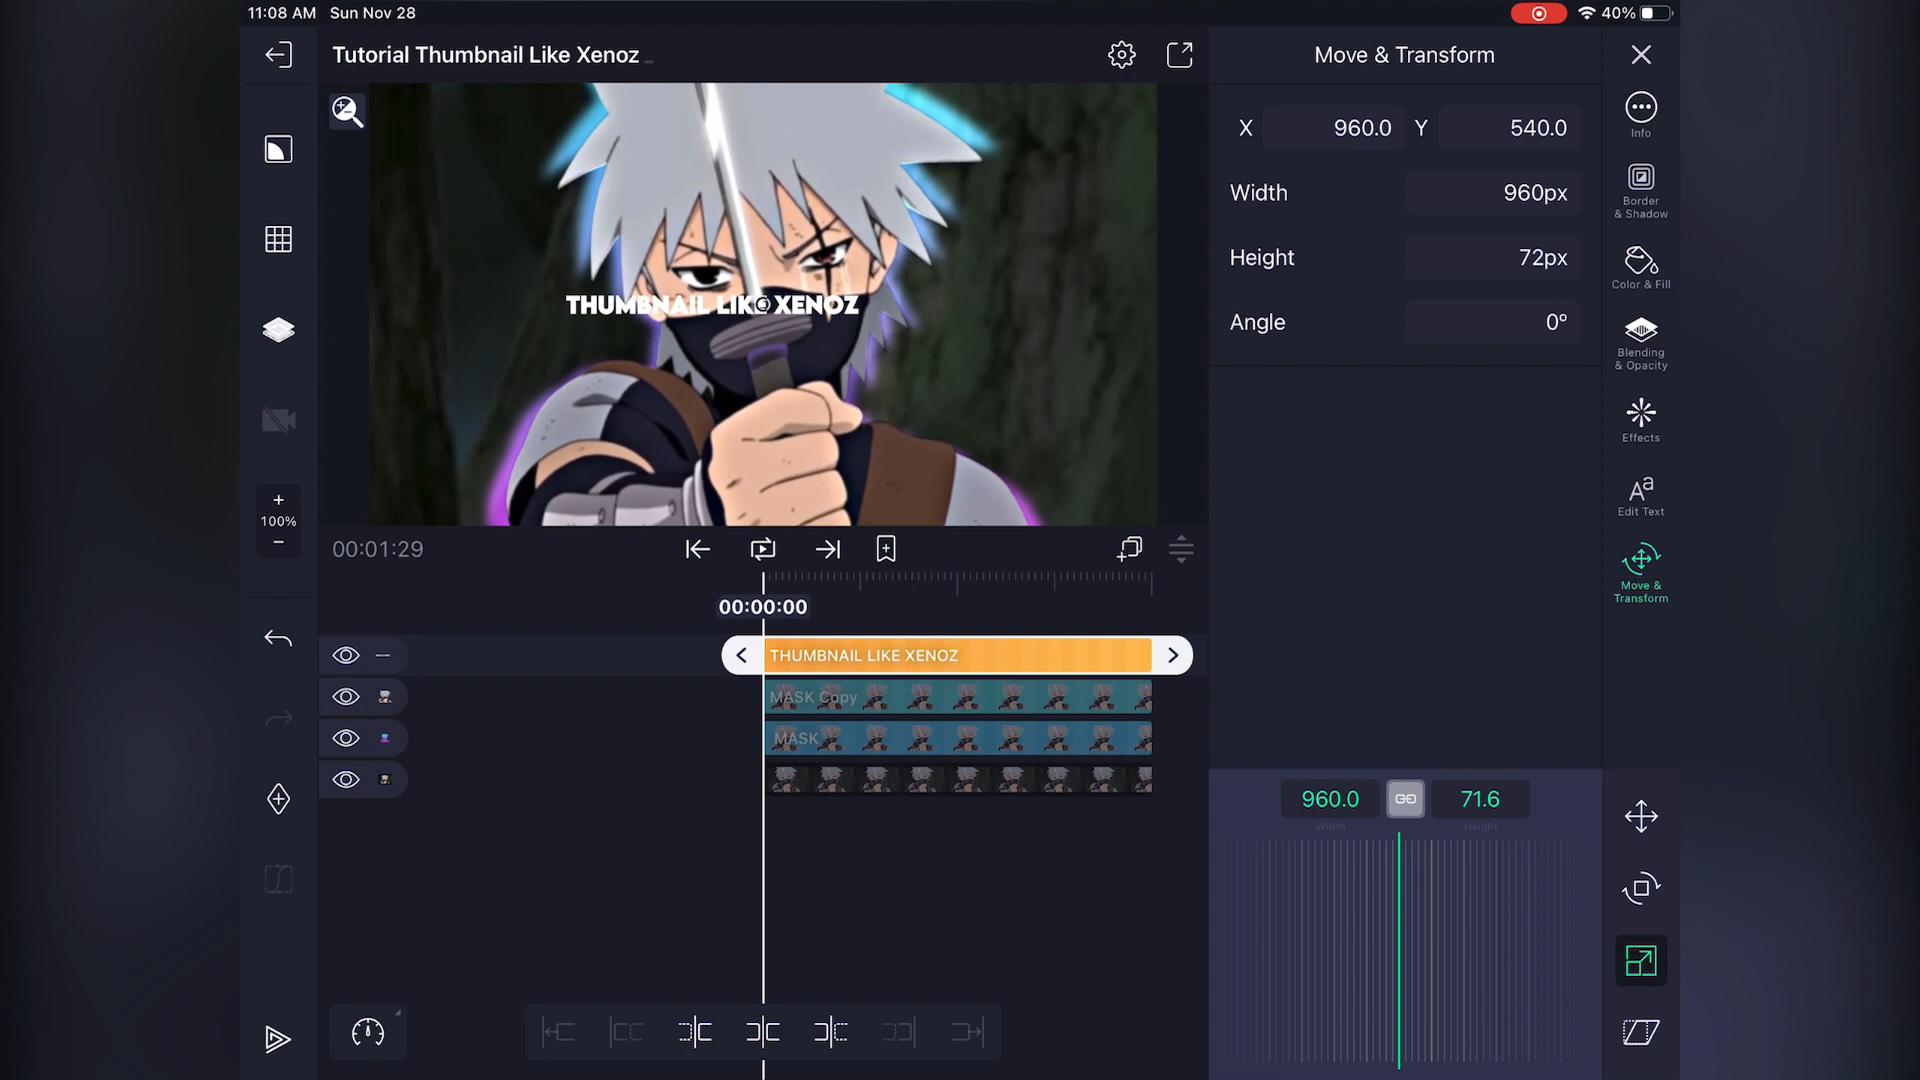 11:08 AM Sun Nov 28
40%
Tutorial Thumbnail Like Xenoz _
Move & Transform
X 960.0 Y 540.0
Width 960px
Height 72px
Angle 0º
Info
Border
& Shadow
Color & Fill
Blending
& Opacity
Effects
Aa
Edit Text
Move &
Transform
THUMBNAIL LIKE XENOZ
+
100%
−
00:01:29
00:00:00
THUMBNAIL LIKE XENOZ
MASK Copy
MASK
960.0 71.6
Width Height